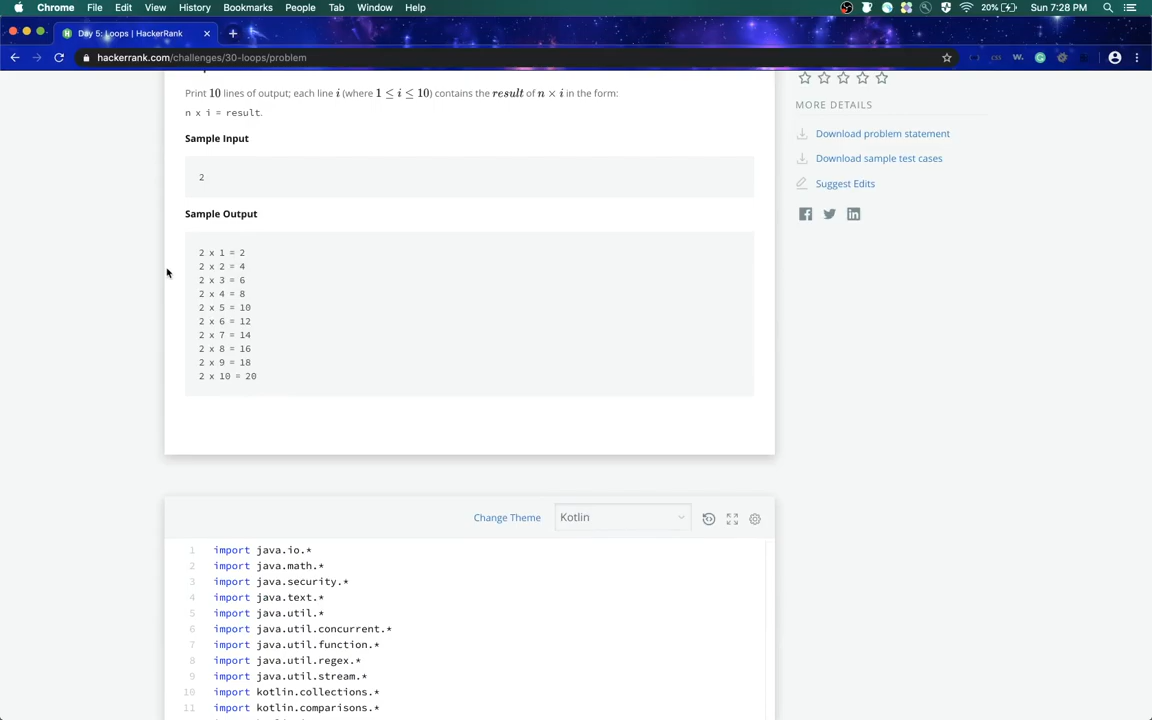 Chrome File Edit View History Bookmarks People Tab Window Help 20% Sun 7:28 PM
Day 5: Loops | HackerRank
hackerrank.com/challenges/30-loops/problem
Print 10 lines of output; each line i (where 1 ≤ i ≤ 10) contains the result of n × i in the form:
n x i = result.
Sample Input
2
Sample Output
2 x 1 = 2
2 x 2 = 4
2 x 3 = 6
2 x 4 = 8
2 x 5 = 10
2 x 6 = 12
2 x 7 = 14
2 x 8 = 16
2 x 9 = 18
2 x 10 = 20
MORE DETAILS
Download problem statement
Download sample test cases
Suggest Edits
Change Theme Kotlin
1 import java.io.*
2 import java.math.*
3 import java.security.*
4 import java.text.*
5 import java.util.*
6 import java.util.concurrent.*
7 import java.util.function.*
8 import java.util.regex.*
9 import java.util.stream.*
10 import kotlin.collections.*
11 import kotlin.comparisons.*